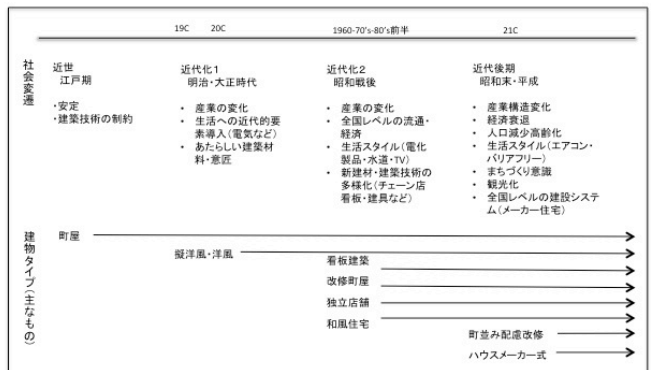 19C
20C
1960-70's-80's前半
21C
社会変遷
近世
江戸期
・安定
・建築技術の制約
近代化1
明治・大正時代
• 産業の変化
• 生活への近代的要
素導入(電気など)
• あたらしい建築材
料・意匠
近代化2
昭和戦後
• 産業の変化
• 全国レベルの流通・
経済
• 生活スタイル(電化
製品・水道・TV)
• 新建材・建築技術の
多様化(チェーン店
看板・建具など)
近代後期
昭和末・平成
• 産業構造変化
• 経済衰退
• 人口減少高齢化
• 生活スタイル(エアコン・
バリアフリー)
• まちづくり意識
• 観光化
• 全国レベルの建設システ
ム(メーカー住宅)
建物タイプ(主なもの)
町屋
擬洋風・洋風
看板建築
改修町屋
独立店舗
和風住宅
町並み配慮改修
ハウスメーカー式